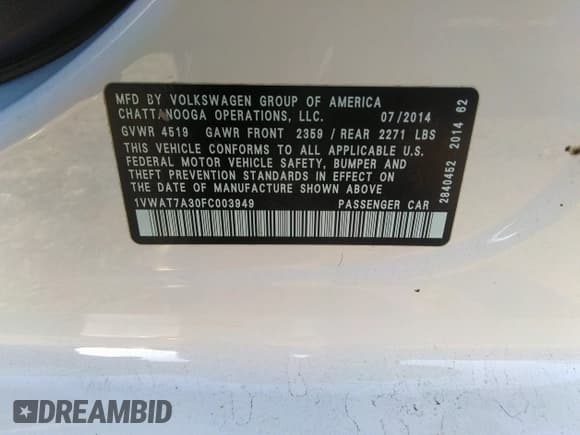 MFD BY VOLKSWAGEN GROUP OF AMERICA
CHATTANOOGA OPERATIONS, LLC. 07/2014
GVWR 4519 GAWR FRONT 2359 / REAR 2271 LBS
THIS VEHICLE CONFORMS TO ALL APPLICABLE U.S.
FEDERAL MOTOR VEHICLE SAFETY, BUMPER AND
THEFT PREVENTION STANDARDS IN EFFECT ON
THE DATE OF MANUFACTURE SHOWN ABOVE
1VWAT7A30FC003949 PASSENGER CAR
2840452 2014 62
DREAMBID